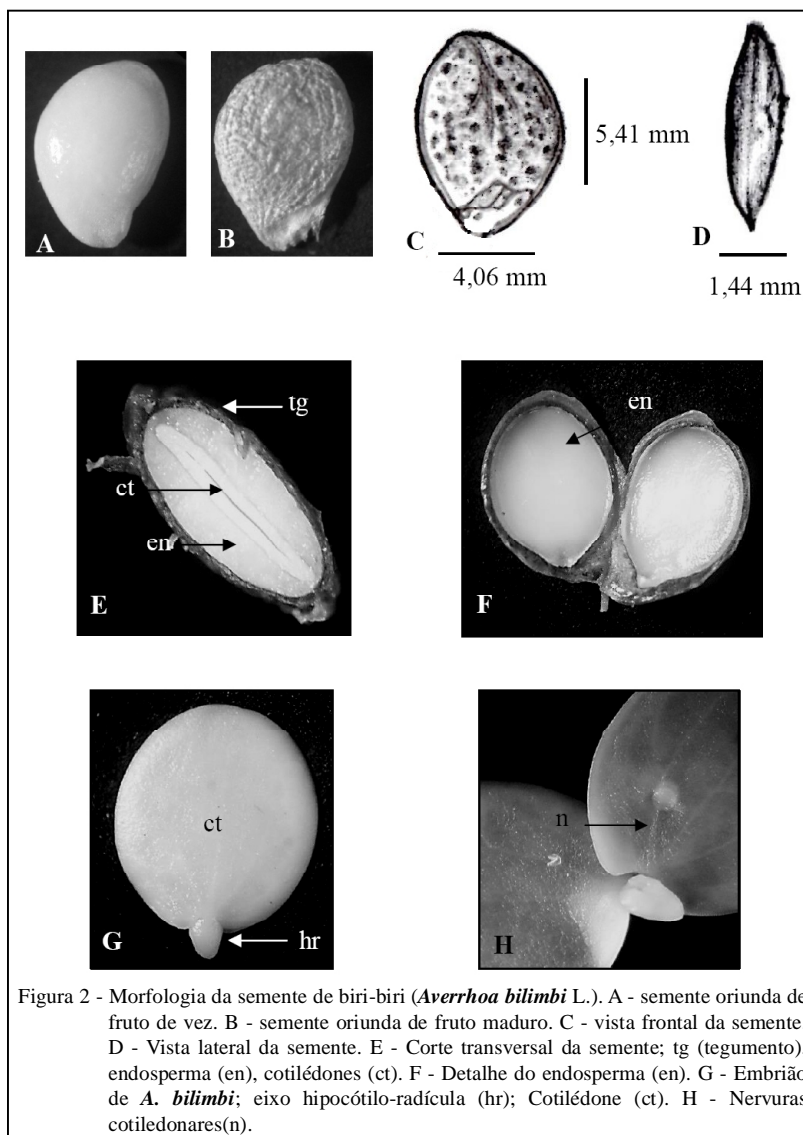 A
B
C
5,41 mm
D
4,06 mm
1,44 mm
tg
ct
en
E
en
F
ct
G
hr
n
H
Figura 2 - Morfologia da semente de biri-biri (Averrhoa bilimbi L.). A - semente oriunda de
fruto de vez. B - semente oriunda de fruto maduro. C - vista frontal da semente
D - Vista lateral da semente. E - Corte transversal da semente; tg (tegumento)
endosperma (en), cotilédones (ct). F - Detalhe do endosperma (en). G - Embrião
de A. bilimbi; eixo hipocótilo-radícula (hr); Cotilédone (ct). H - Nervuras
cotiledonares(n).